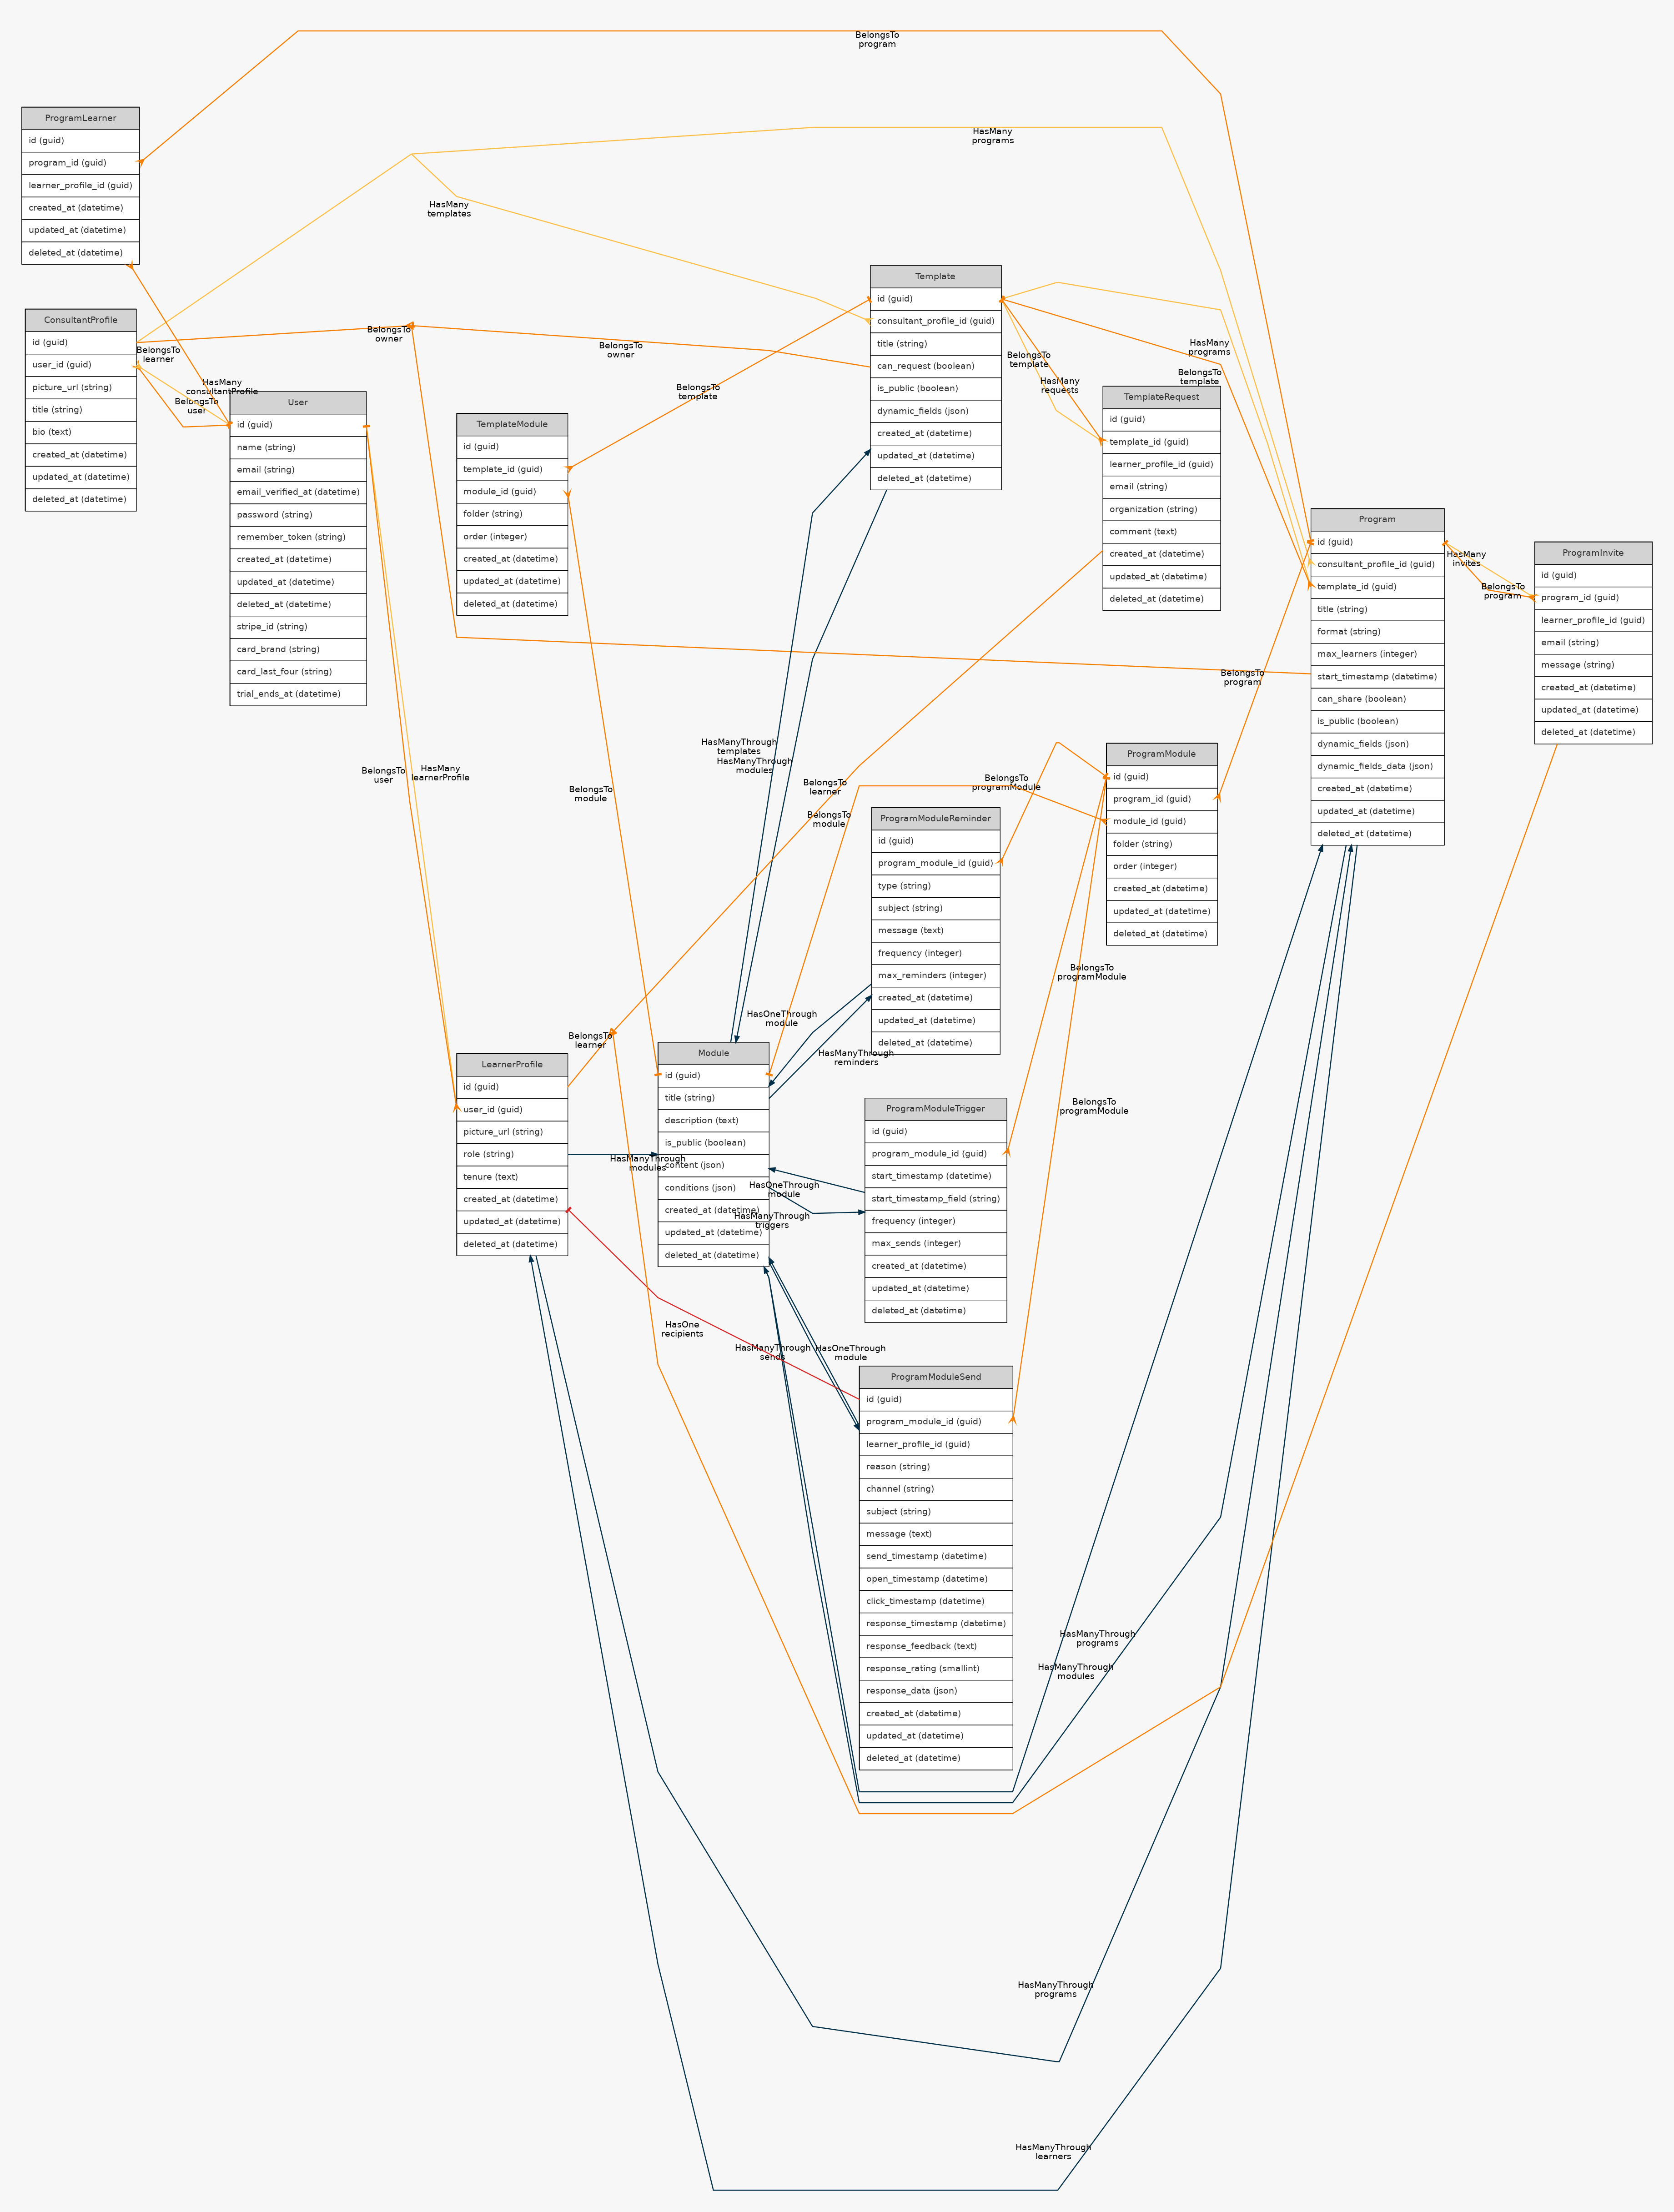 BelongsTo
program
ProgramLearner
id (guid)
program_id (guid)
learner_profile_id (guid)
created_at (datetime)
updated_at (datetime)
deleted_at (datetime)
HasMany
programs
HasMany
templates
ConsultantProfile
id (guid)
user_id (guid)
picture_url (string)
title (string)
bio (text)
created_at (datetime)
updated_at (datetime)
deleted_at (datetime)
BelongsTo
learner
HasMany
consultantProfile
BelongsTo
user
BelongsTo
owner
BelongsTo
owner
User
id (guid)
name (string)
email (string)
email_verified_at (datetime)
password (string)
remember_token (string)
created_at (datetime)
updated_at (datetime)
deleted_at (datetime)
stripe_id (string)
card_brand (string)
card_last_four (string)
trial_ends_at (datetime)
TemplateModule
id (guid)
template_id (guid)
module_id (guid)
folder (string)
order (integer)
created_at (datetime)
updated_at (datetime)
deleted_at (datetime)
BelongsTo
template
Template
id (guid)
consultant_profile_id (guid)
title (string)
can_request (boolean)
is_public (boolean)
dynamic_fields (json)
created_at (datetime)
updated_at (datetime)
deleted_at (datetime)
BelongsTo
template
HasMany
requests
HasMany
programs
BelongsTo
template
TemplateRequest
id (guid)
template_id (guid)
learner_profile_id (guid)
email (string)
organization (string)
comment (text)
created_at (datetime)
updated_at (datetime)
deleted_at (datetime)
Program
id (guid)
consultant_profile_id (guid)
template_id (guid)
title (string)
format (string)
max_learners (integer)
start_timestamp (datetime)
can_share (boolean)
is_public (boolean)
dynamic_fields (json)
dynamic_fields_data (json)
created_at (datetime)
updated_at (datetime)
deleted_at (datetime)
HasMany
invites
BelongsTo
program
ProgramInvite
id (guid)
program_id (guid)
learner_profile_id (guid)
email (string)
message (string)
created_at (datetime)
updated_at (datetime)
deleted_at (datetime)
BelongsTo
program
BelongsTo
user
HasMany
learnerProfile
BelongsTo
module
HasManyThrough
templates
HasManyThrough
modules
BelongsTo
learner
BelongsTo
module
BelongsTo
programModule
ProgramModule
id (guid)
program_id (guid)
module_id (guid)
folder (string)
order (integer)
created_at (datetime)
updated_at (datetime)
deleted_at (datetime)
ProgramModuleReminder
id (guid)
program_module_id (guid)
type (string)
subject (string)
message (text)
frequency (integer)
max_reminders (integer)
created_at (datetime)
updated_at (datetime)
deleted_at (datetime)
BelongsTo
programModule
HasOneThrough
module
HasManyThrough
reminders
BelongsTo
learner
LearnerProfile
id (guid)
user_id (guid)
picture_url (string)
role (string)
tenure (text)
created_at (datetime)
updated_at (datetime)
deleted_at (datetime)
HasManyThrough
modules
Module
id (guid)
title (string)
description (text)
is_public (boolean)
content (json)
conditions (json)
created_at (datetime)
updated_at (datetime)
deleted_at (datetime)
HasOneThrough
module
HasManyThrough
triggers
ProgramModuleTrigger
id (guid)
program_module_id (guid)
start_timestamp (datetime)
start_timestamp_field (string)
frequency (integer)
max_sends (integer)
created_at (datetime)
updated_at (datetime)
deleted_at (datetime)
BelongsTo
programModule
HasOne
recipients
HasManyThrough
sends
HasOneThrough
module
ProgramModuleSend
id (guid)
program_module_id (guid)
learner_profile_id (guid)
reason (string)
channel (string)
subject (string)
message (text)
send_timestamp (datetime)
open_timestamp (datetime)
click_timestamp (datetime)
response_timestamp (datetime)
response_feedback (text)
response_rating (smallint)
response_data (json)
created_at (datetime)
updated_at (datetime)
deleted_at (datetime)
HasManyThrough
programs
HasManyThrough
modules
HasManyThrough
programs
HasManyThrough
learners